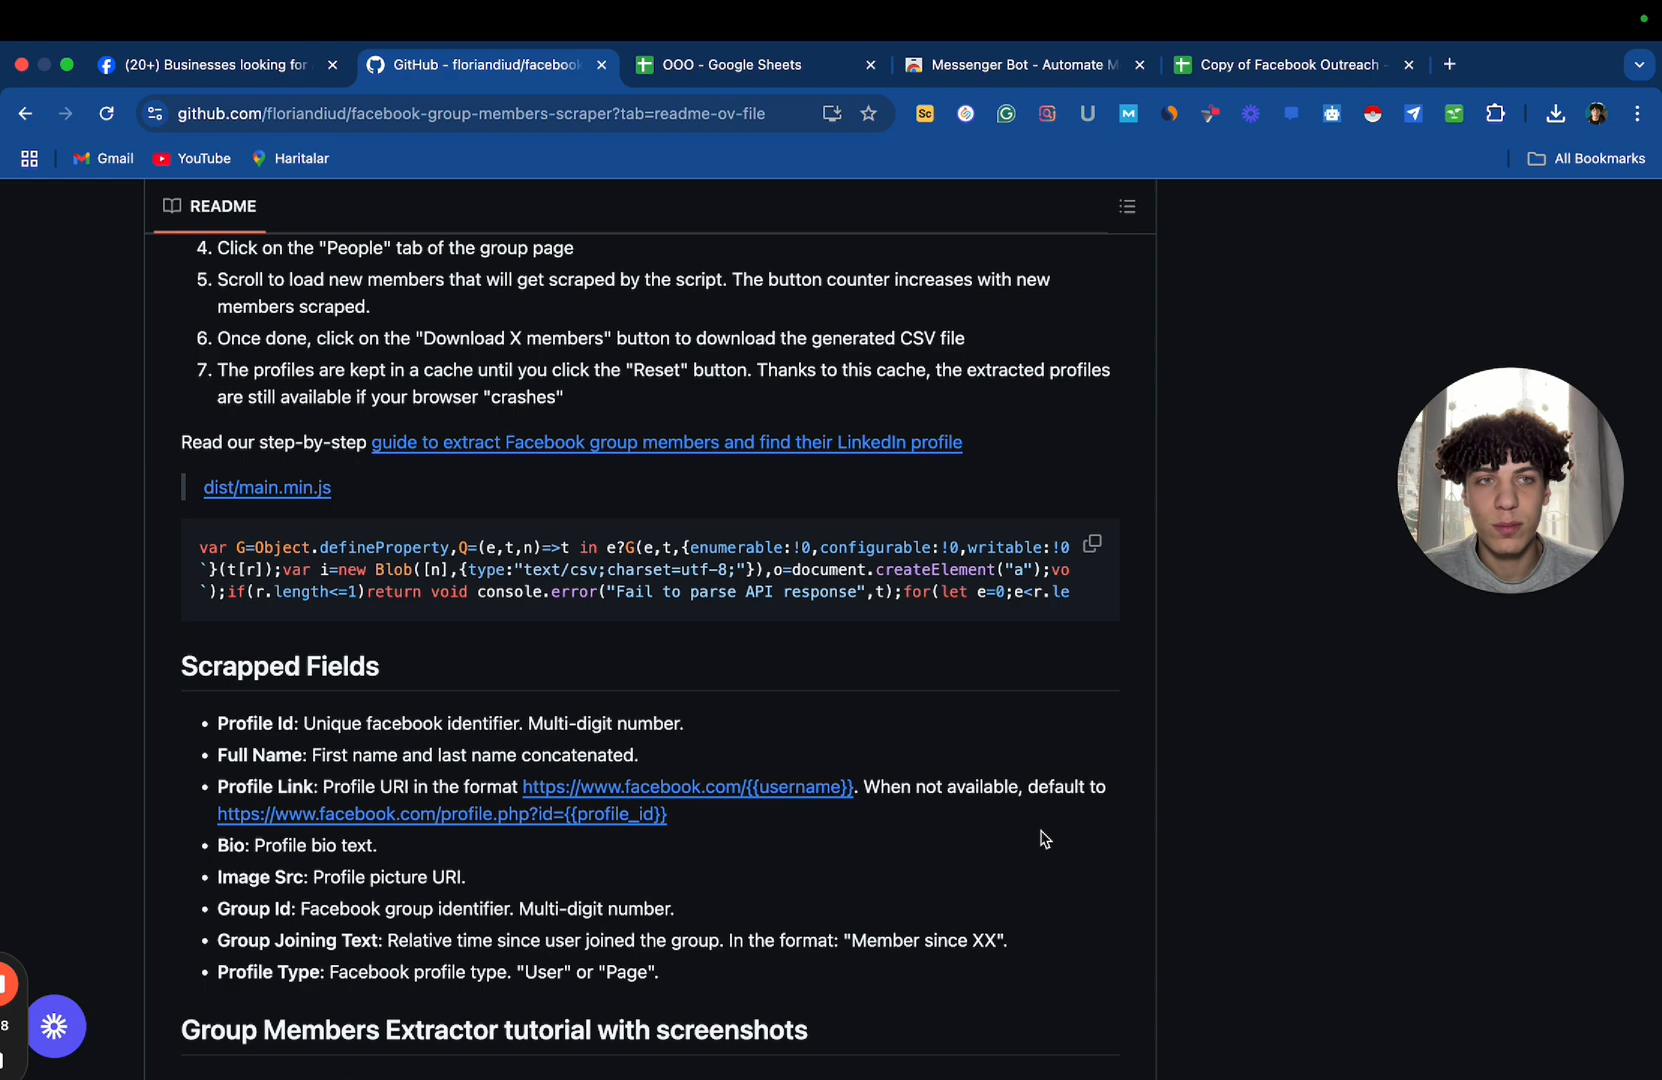 (20+) Businesses looking for
GitHub - floriandiud/facebook
OOO - Google Sheets
Messenger Bot - Automate M
Copy of Facebook Outreach -
github.com/floriandiud/facebook-group-members-scraper?tab=readme-ov-file
Gmail
YouTube
Haritalar
All Bookmarks
README
4. Click on the "People" tab of the group page
5. Scroll to load new members that will get scraped by the script. The button counter increases with new
members scraped.
6. Once done, click on the "Download X members" button to download the generated CSV file
7. The profiles are kept in a cache until you click the "Reset" button. Thanks to this cache, the extracted profiles
are still available if your browser "crashes"
Read our step-by-step guide to extract Facebook group members and find their LinkedIn profile
dist/main.min.js
var G=Object.defineProperty,Q=(e,t,n)=>t in e?G(e,t,{enumerable:!0,configurable:!0,writable:!0
`}(t[r]);var i=new Blob([n],{type:"text/csv;charset=utf-8;"}),o=document.createElement("a");vo
`);if(r.length<=1)return void console.error("Fail to parse API response",t);for(let e=0;e<r.le
Scrapped Fields
• Profile Id: Unique facebook identifier. Multi-digit number.
• Full Name: First name and last name concatenated.
• Profile Link: Profile URI in the format https://www.facebook.com/{{username}}. When not available, default to
https://www.facebook.com/profile.php?id={{profile_id}}
• Bio: Profile bio text.
• Image Src: Profile picture URI.
• Group Id: Facebook group identifier. Multi-digit number.
• Group Joining Text: Relative time since user joined the group. In the format: "Member since XX".
• Profile Type: Facebook profile type. "User" or "Page".
8
Group Members Extractor tutorial with screenshots